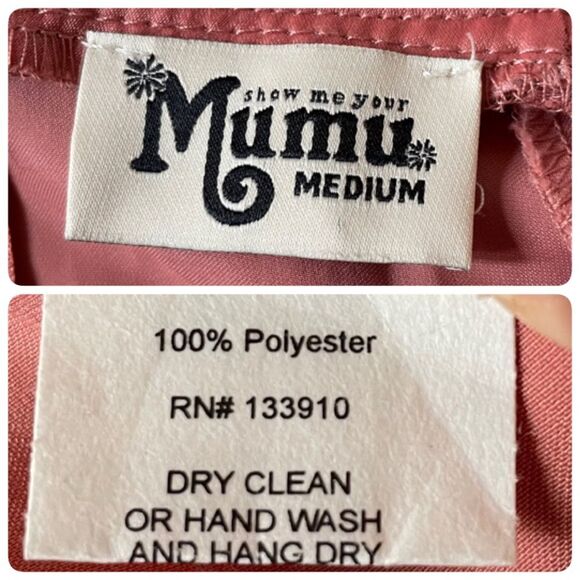 show me your
Mumu
MEDIUM
100% Polyester
RN# 133910
DRY CLEAN
OR HAND WASH
AND HANG DRY